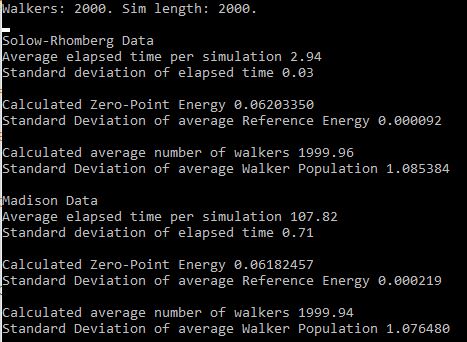 Walkers: 2000. Sim length: 2000.
Solow-Rhomberg Data
Average elapsed time per simulation 2.94
Standard deviation of elapsed time 0.03
Calculated Zero-Point Energy 0.06203350
Standard Deviation of average Reference Energy 0.000092
Calculated average number of walkers 1999.96
Standard Deviation of average Walker Population 1.085384
Madison Data
Average elapsed time per simulation 107.82
Standard deviation of elapsed time 0.71
Calculated Zero-Point Energy 0.06182457
Standard Deviation of average Reference Energy 0.000219
Calculated average number of walkers 1999.94
Standard Deviation of average Walker Population 1.076480